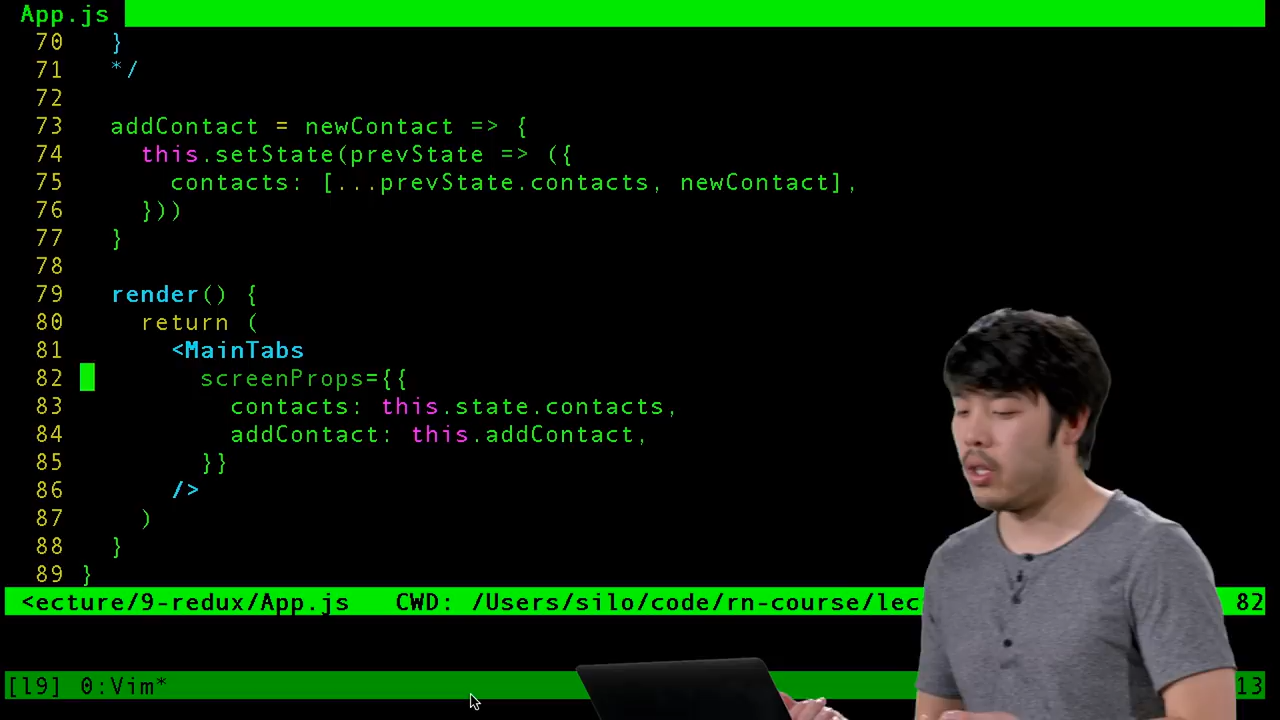 App.js
70 }
71 */
72
73 addContact = newContact => {
74 this.setState(prevState => ({
75 contacts: [...prevState.contacts, newContact],
76 }))
77 }
78
79 render() {
80 return (
81 <MainTabs
82 screenProps={{
83 contacts: this.state.contacts,
84 addContact: this.addContact,
85 }}
86 />
87 )
88 }
89 }
<ecture/9-redux/App.js CWD: /Users/silo/code/rn-course/lec 82
[l9] 0:Vim* 13